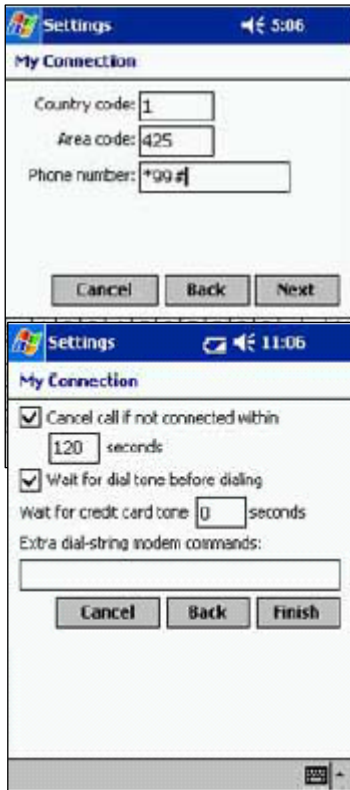 Settings 5:06
My Connection
Country code: 1
Area code: 425
Phone number: *99#
Cancel Back Next
Settings 11:06
My Connection
Cancel call if not connected within
120 seconds
Wait for dial tone before dialing
Wait for credit card tone 0 seconds
Extra dial-string modem commands:
Cancel Back Finish